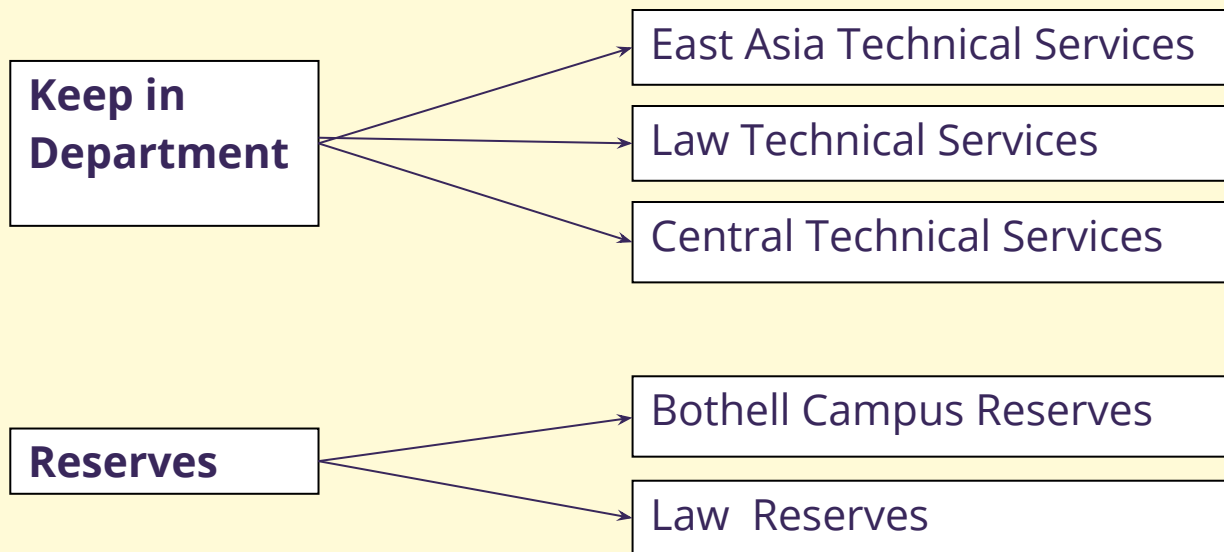 Keep in
Department
East Asia Technical Services
Law Technical Services
Central Technical Services
Reserves
Bothell Campus Reserves
Law  Reserves